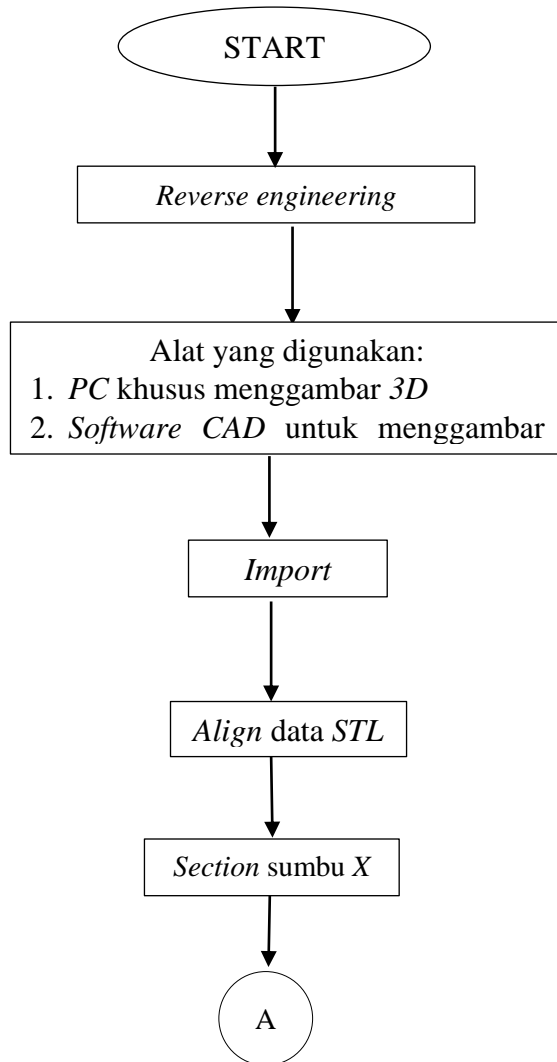 START
Reverse engineering
Alat yang digunakan:
1. PC khusus menggambar 3D
2. Software CAD untuk menggambar
Import
Align data STL
Section sumbu X
A